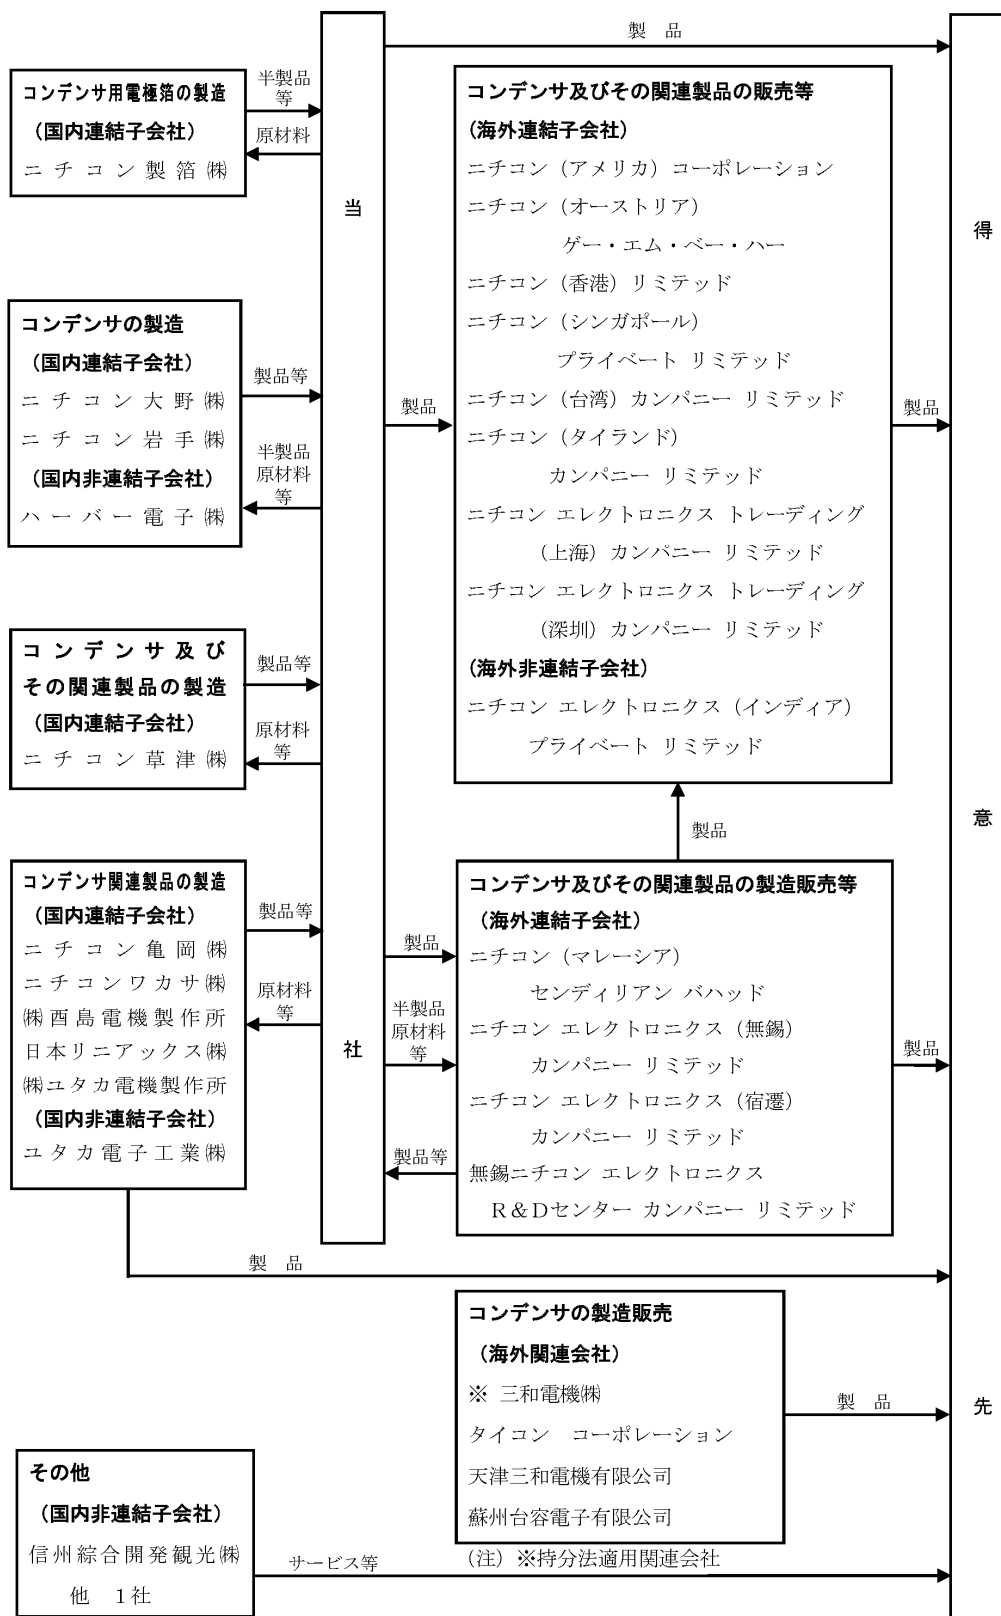 製　品
コンデンサ用電極箔の製造
(国内連結子会社)
ニチコン製箔㈱
半製品
等
原材料
コンデンサの製造
(国内連結子会社)
ニチコン大野㈱
ニチコン岩手㈱
(国内非連結子会社)
ハーバー電子㈱
製品等
半製品
原材料
等
コンデンサ及び
その関連製品の製造
(国内連結子会社)
ニチコン草津㈱
製品等
原材料
等
コンデンサ関連製品の製造
(国内連結子会社)
ニチコン亀岡㈱
ニチコンワカサ㈱
㈱酉島電機製作所
日本リニアックス㈱
㈱ユタカ電機製作所
(国内非連結子会社)
ユタカ電子工業㈱
製品等
原材料
等
当
社
製品
コンデンサ及びその関連製品の販売等
(海外連結子会社)
ニチコン（アメリカ）コーポレーション
ニチコン（オーストリア）
ゲー・エム・ベー・ハー
ニチコン（香港）リミテッド
ニチコン（シンガポール）
プライベート リミテッド
ニチコン（台湾）カンパニー リミテッド
ニチコン（タイランド）
カンパニー リミテッド
ニチコン エレクトロニクス トレーディング
（上海）カンパニー リミテッド
ニチコン エレクトロニクス トレーディング
（深圳）カンパニー リミテッド
(海外非連結子会社)
ニチコン エレクトロニクス（インディア）
プライベート リミテッド
製品
製品
製品
半製品
原材料
等
製品等
コンデンサ及びその関連製品の製造販売等
(海外連結子会社)
ニチコン（マレーシア）
センディリアン バハッド
ニチコン エレクトロニクス（無錫）
カンパニー リミテッド
ニチコン エレクトロニクス（宿遷）
カンパニー リミテッド
無錫ニチコン エレクトロニクス
Ｒ＆Ｄセンター カンパニー リミテッド
製品
製　品
コンデンサの製造販売
(海外関連会社)
※ 三和電機㈱
タイコン　コーポレーション
天津三和電機有限公司
蘇州台容電子有限公司
製　品
（注）※持分法適用関連会社
その他
(国内非連結子会社)
信州綜合開発観光㈱
他　１社
サービス等
得
意
先